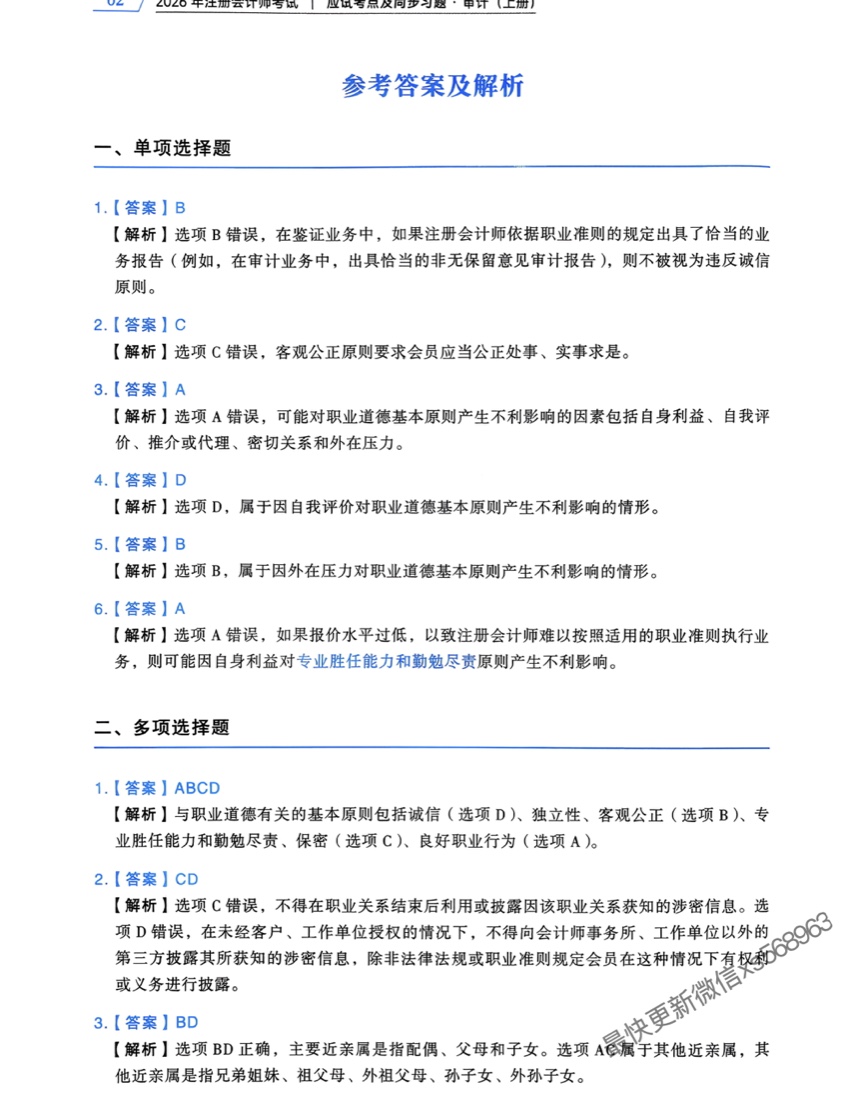 02 2026 年注册会计师考试 | 应试考点及同步习题·审计（上册）
参考答案及解析
一、单项选择题
1.【答案】B
【解析】选项 B 错误，在鉴证业务中，如果注册会计师依据职业准则的规定出具了恰当的业
务报告（例如，在审计业务中，出具恰当的非无保留意见审计报告），则不被视为违反诚信
原则。
2.【答案】C
【解析】选项 C 错误，客观公正原则要求会员应当公正处事、实事求是。
3.【答案】A
【解析】选项 A 错误，可能对职业道德基本原则产生不利影响的因素包括自身利益、自我评
价、推介或代理、密切关系和外在压力。
4.【答案】D
【解析】选项 D，属于因自我评价对职业道德基本原则产生不利影响的情形。
5.【答案】B
【解析】选项 B，属于因外在压力对职业道德基本原则产生不利影响的情形。
6.【答案】A
【解析】选项 A 错误，如果报价水平过低，以致注册会计师难以按照适用的职业准则执行业
务，则可能因自身利益对专业胜任能力和勤勉尽责原则产生不利影响。
二、多项选择题
1.【答案】ABCD
【解析】与职业道德有关的基本原则包括诚信（选项 D）、独立性、客观公正（选项 B）、专
业胜任能力和勤勉尽责、保密（选项 C）、良好职业行为（选项 A）。
2.【答案】CD
【解析】选项 C 错误，不得在职业关系结束后利用或披露因该职业关系获知的涉密信息。选
项 D 错误，在未经客户、工作单位授权的情况下，不得向会计师事务所、工作单位以外的
第三方披露其所获知的涉密信息，除非法律法规或职业准则规定会员在这种情况下有权利
或义务进行披露。
3.【答案】BD
【解析】选项 BD 正确，主要近亲属是指配偶、父母和子女。选项 AC 属于其他近亲属，其
他近亲属是指兄弟姐妹、祖父母、外祖父母、孙子女、外孙子女。
最快更新微信xj568963